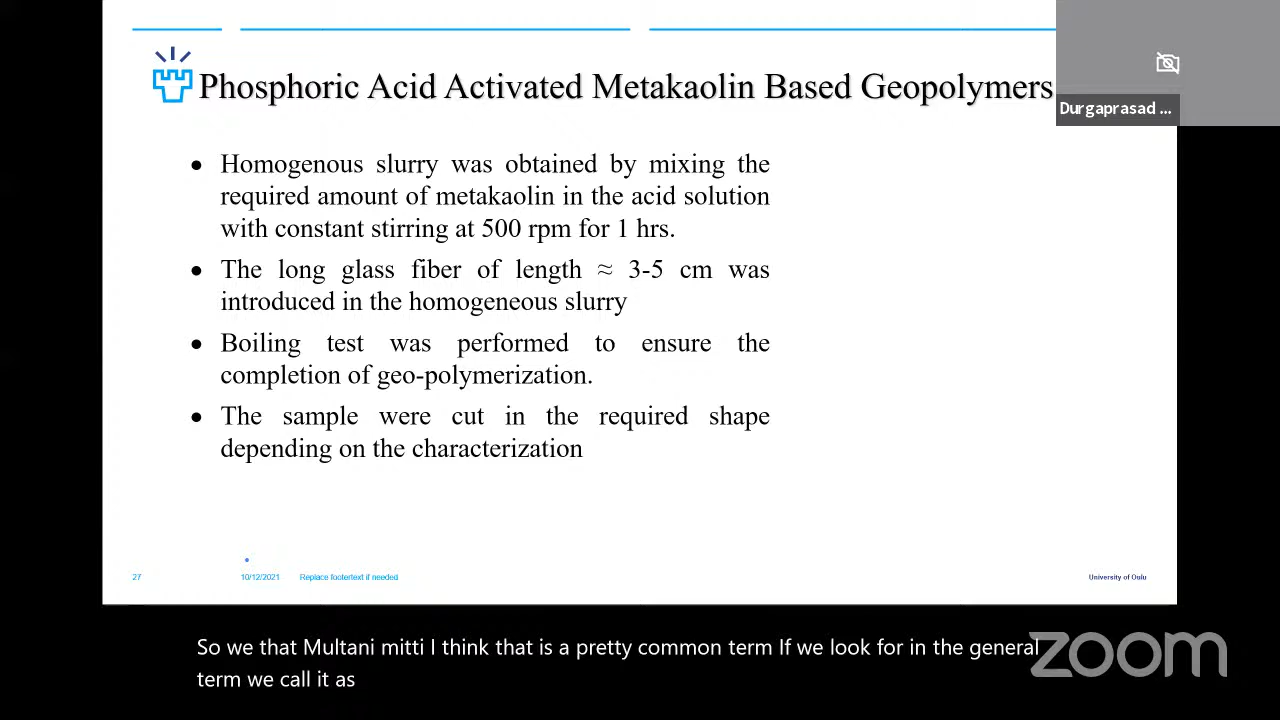 Phosphoric Acid Activated Metakaolin Based Geopolymers
Durgaprasad ...
● Homogenous slurry was obtained by mixing the
required amount of metakaolin in the acid solution
with constant stirring at 500 rpm for 1 hrs.
● The long glass fiber of length ≈ 3-5 cm was
introduced in the homogeneous slurry
● Boiling test was performed to ensure the
completion of geo-polymerization.
● The sample were cut in the required shape
depending on the characterization
27
10/12/2021
Replace footertext if needed
University of Oulu
So we that Multani mitti I think that is a pretty common term If we look for in the general
term we call it as
zoom